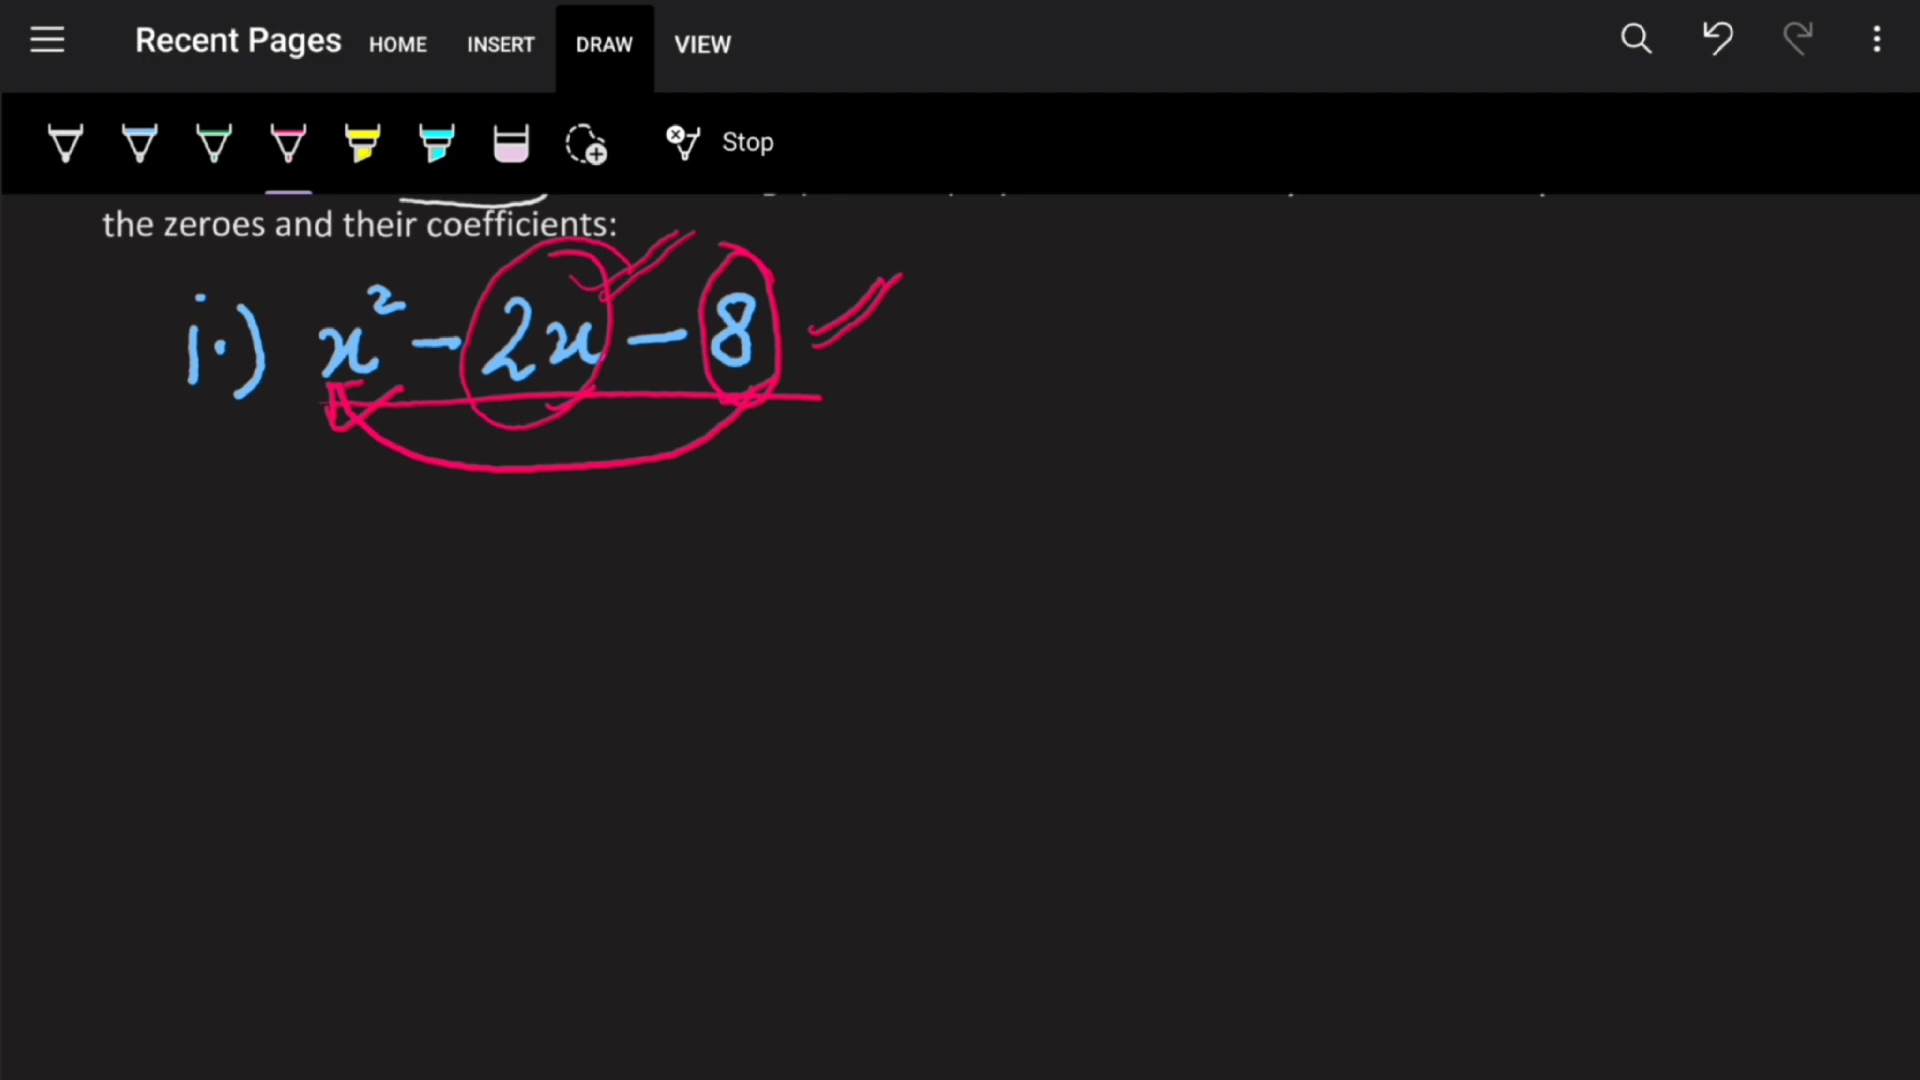 Recent Pages HOME INSERT DRAW VIEW
Stop
the zeroes and their coefficients:
i.) x² - 2x - 8